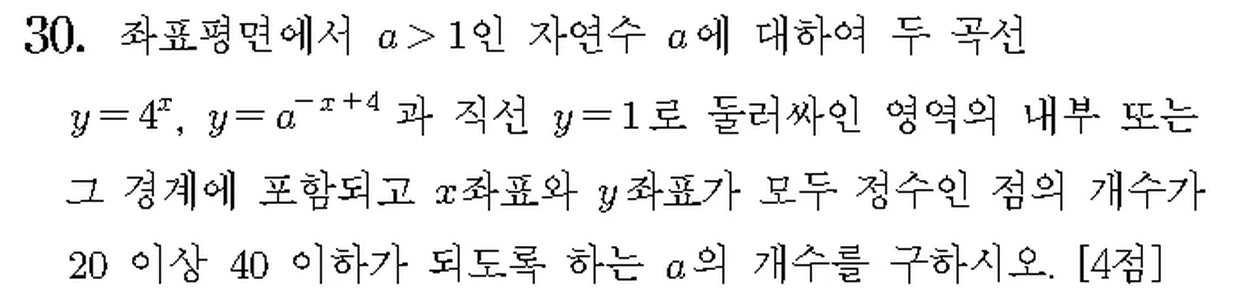 30. 좌표평면에서 a > 1인 자연수 a에 대하여 두 곡선
y=4^x, y=a^{-x+4}과 직선 y=1로 둘러싸인 영역의 내부 또는
그 경계에 포함되고 x좌표와 y좌표가 모두 정수인 점의 개수가
20 이상 40 이하가 되도록 하는 a의 개수를 구하시오. [4점]